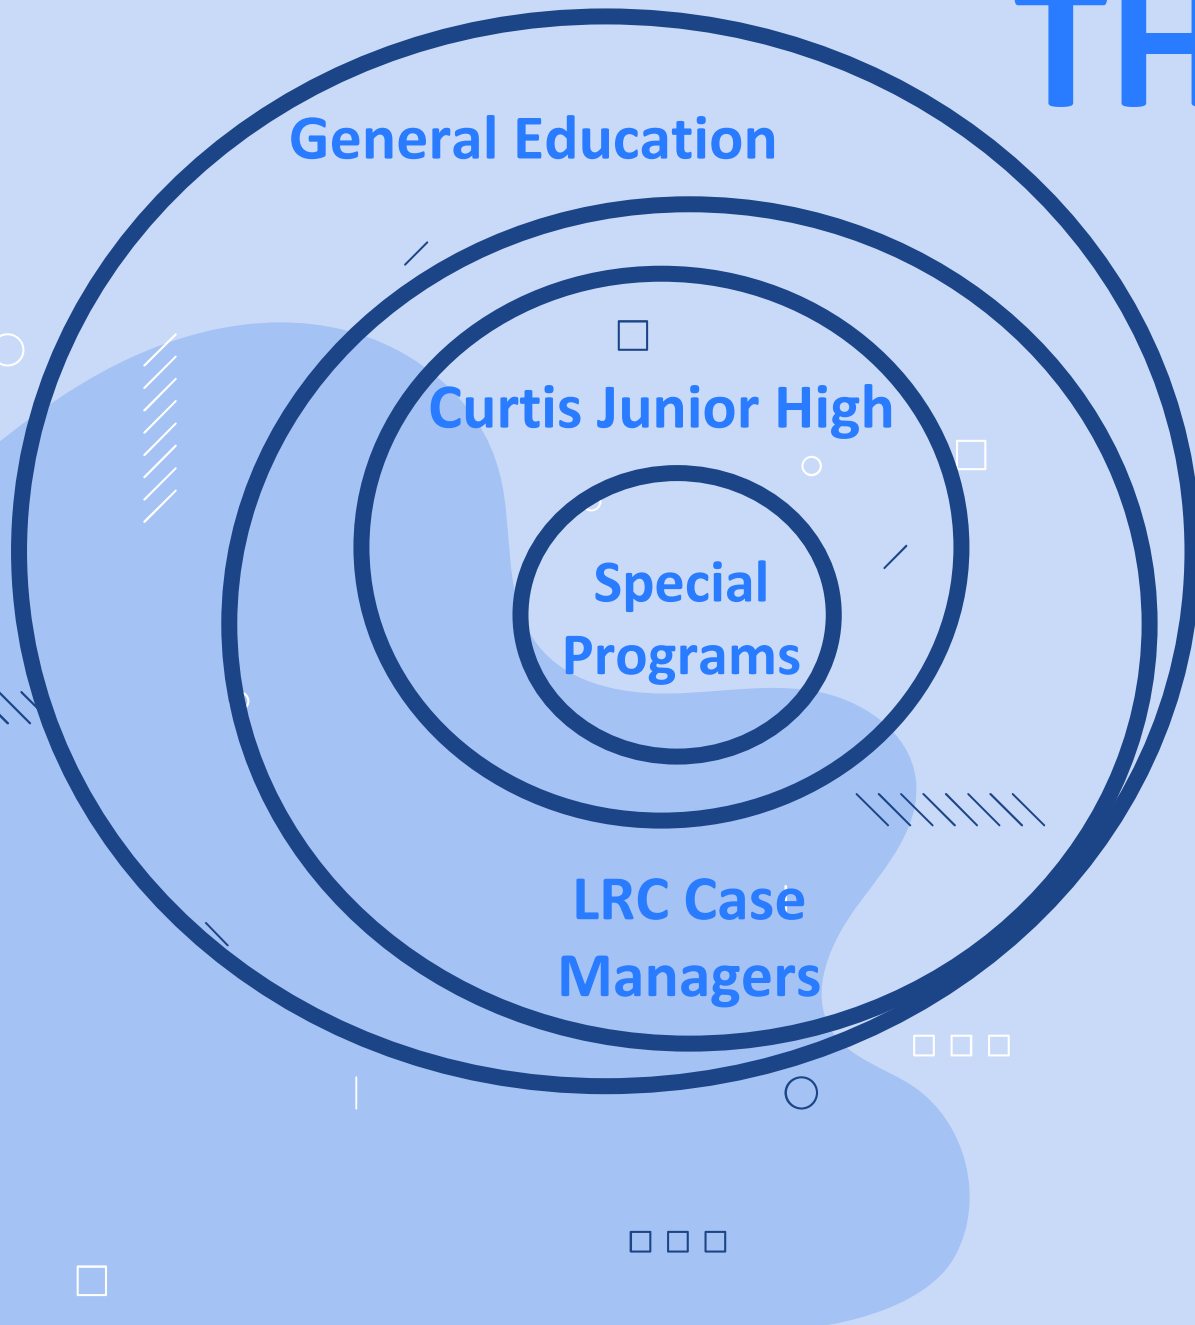 General Education
Curtis Junior High
Special
Programs
LRC Case
Managers